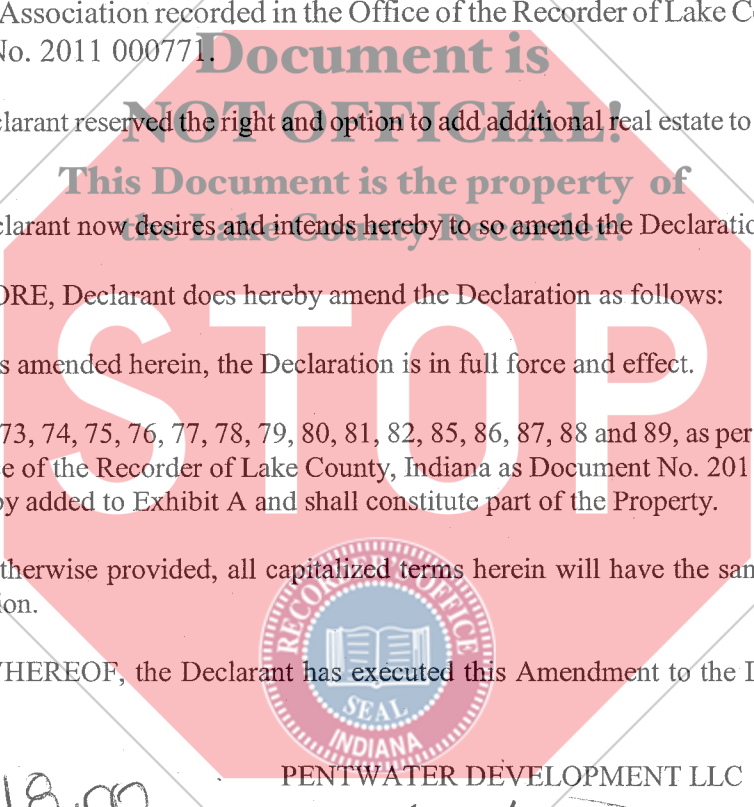 Association recorded in the Office of the Recorder of Lake Co
No. 2011 000771.
Document is
NOT OFFICIAL!
clarant reserved the right and option to add additional real estate to
This Document is the property of
the Lake County Recorder!
clarant now desires and intends hereby to so amend the Declaratio
ORE, Declarant does hereby amend the Declaration as follows:
STOP
s amended herein, the Declaration is in full force and effect.
73, 74, 75, 76, 77, 78, 79, 80, 81, 82, 85, 86, 87, 88 and 89, as per
e of the Recorder of Lake County, Indiana as Document No. 201
by added to Exhibit A and shall constitute part of the Property.
therwise provided, all capitalized terms herein will have the san
ion.
RECORDER'S OFFICE
SEAL
INDIANA
THEREOF, the Declarant has executed this Amendment to the D
PENTWATER DEVELOPMENT LLC
18.00